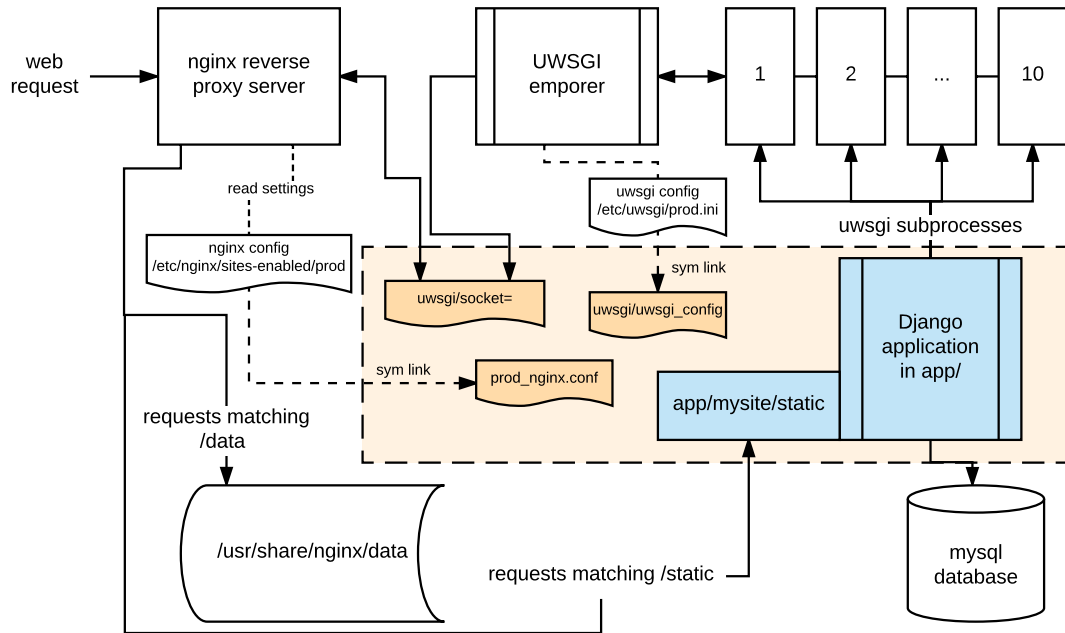 web
request
nginx reverse
proxy server
UWSGI
emporer
1
2
...
10
read settings
uwsgi config
/etc/uwsgi/prod.ini
uwsgi subprocesses
nginx config
/etc/nginx/sites-enabled/prod
sym link
uwsgi/socket=
uwsgi/uwsgi_config
Django
application
in app/
sym link
prod_nginx.conf
app/mysite/static
requests matching
/data
/usr/share/nginx/data
requests matching /static
mysql
database